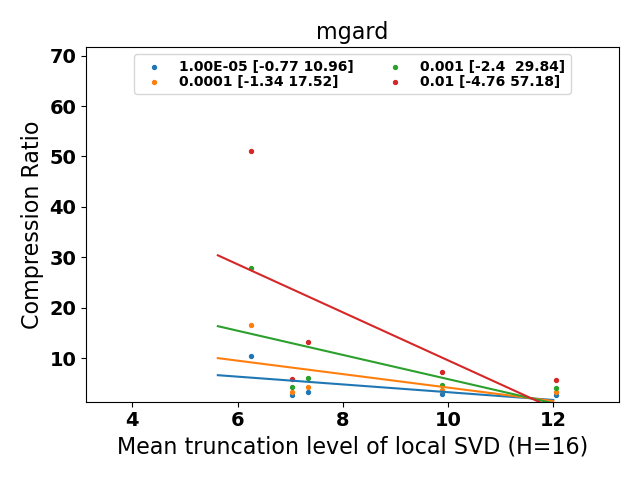 mgard
1.00E-05 [-0.77 10.96]
0.0001 [-1.34 17.52]
0.001 [-2.4  29.84]
0.01 [-4.76 57.18]
70
60
50
40
30
20
10
Compression Ratio
4 6 8 10 12
Mean truncation level of local SVD (H=16)